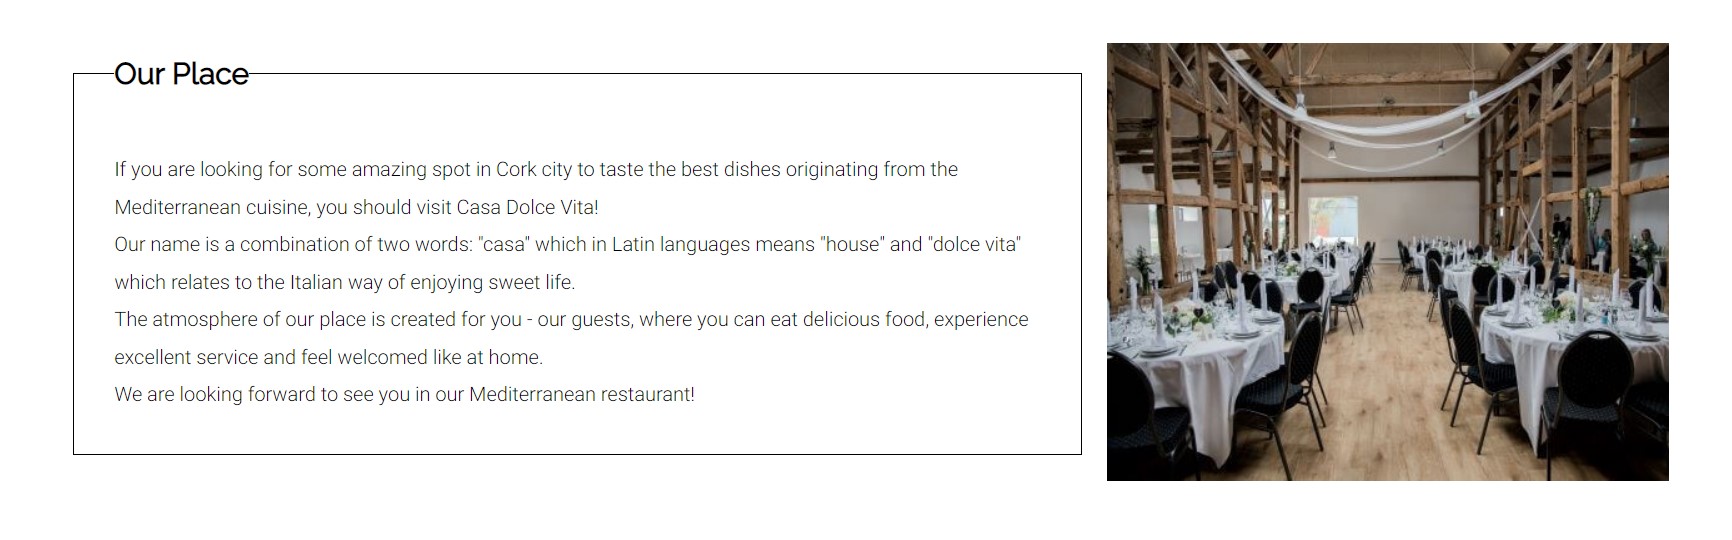 Our Place
If you are looking for some amazing spot in Cork city to taste the best dishes originating from the
Mediterranean cuisine, you should visit Casa Dolce Vita!
Our name is a combination of two words: "casa" which in Latin languages means "house" and "dolce vita"
which relates to the Italian way of enjoying sweet life.
The atmosphere of our place is created for you - our guests, where you can eat delicious food, experience
excellent service and feel welcomed like at home.
We are looking forward to see you in our Mediterranean restaurant!